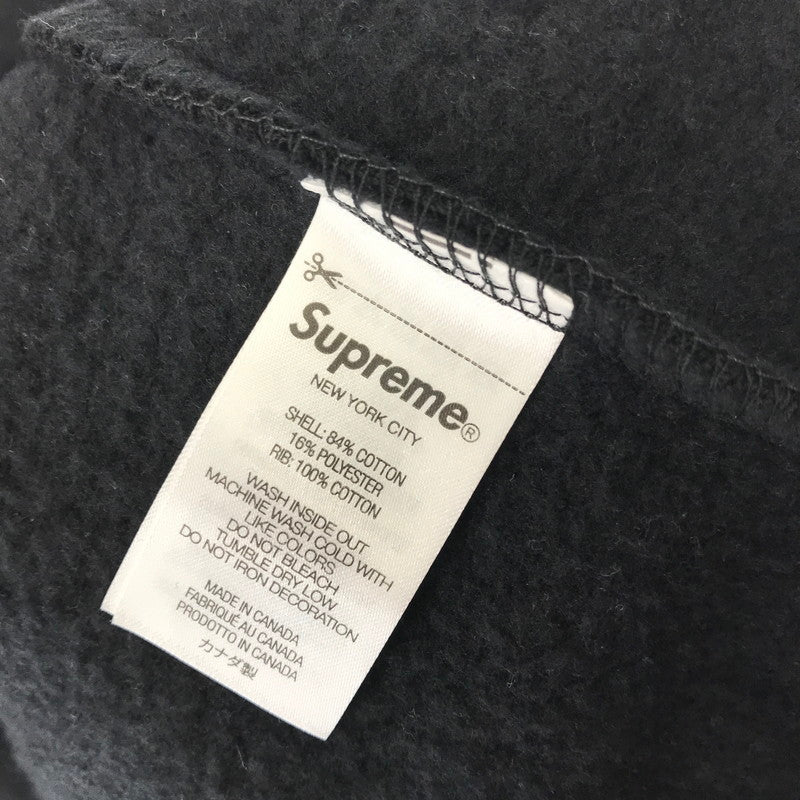 Supreme®
NEW YORK CITY
SHELL: 84% COTTON
16% POLYESTER
RIB: 100% COTTON
WASH INSIDE OUT
MACHINE WASH COLD WITH
LIKE COLORS
DO NOT BLEACH
TUMBLE DRY LOW
DO NOT IRON DECORATION
MADE IN CANADA
FABRIQUÉ AU CANADA
PRODOTTO IN CANADA
カナダ製